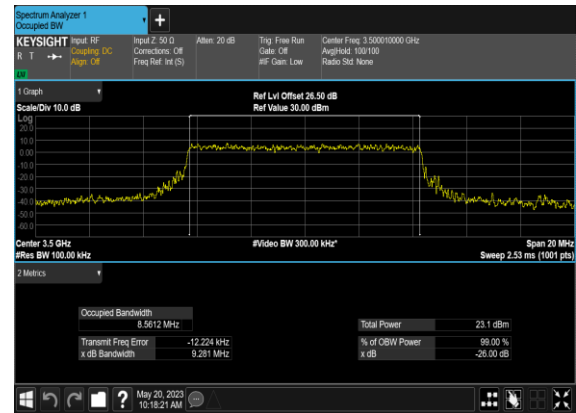 Spectrum Analyzer 1
Occupied BW
KEYSIGHT Input: RF Input Z: 50 Ω Atten: 20 dB Trig: Free Run Center Freq: 3.500010000 GHz
R T Coupling: DC Corrections: Off Gate: Off Avg|Hold: 100/100
Align: Off Freq Ref: Int (S) #IF Gain: Low Radio Std: None
1 Graph
Ref Lvl Offset 26.50 dB
Scale/Div 10.0 dB Ref Value 30.00 dBm
Log
20.0
10.0
0.00
-10.0
-20.0
-30.0
-40.0
-50.0
-60.0
Center 3.5 GHz #Video BW 300.00 kHz* Span 20 MHz
#Res BW 100.00 kHz Sweep 2.53 ms (1001 pts)
2 Metrics
Occupied Bandwidth
8.5612 MHz Total Power 23.1 dBm
Transmit Freq Error -12.224 kHz % of OBW Power 99.00 %
x dB Bandwidth 9.281 MHz x dB -26.00 dB
May 20, 2023
10:18:21 AM